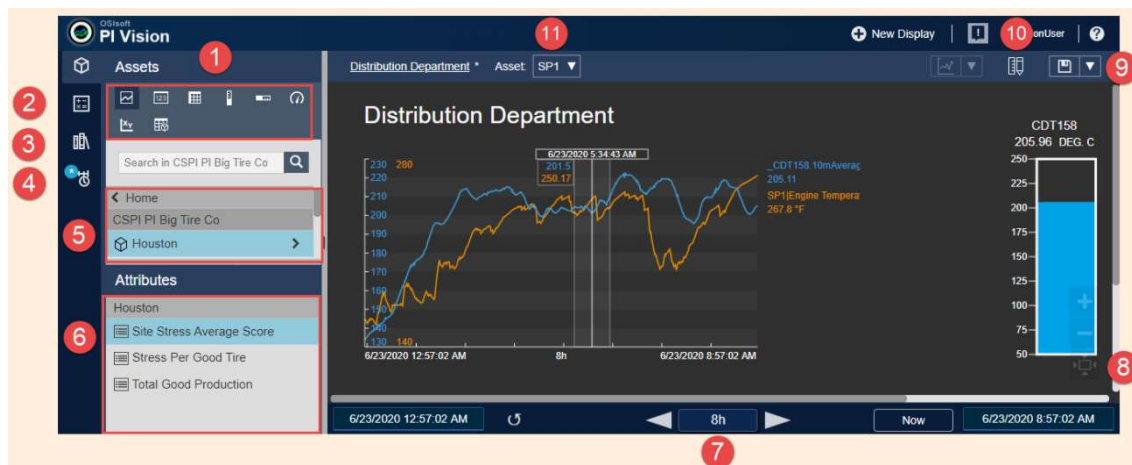 OSIsoft
PI Vision
11
New Display
10
onUser
1
Assets
Distribution Department * Asset: SP1
9
2
3
4
Search in CSPI PI Big Tire Co
Home
CSPI PI Big Tire Co
5
Houston
Attributes
Houston
6
Site Stress Average Score
Stress Per Good Tire
Total Good Production
Distribution Department
6/23/2020 5:34:43 AM
201.5
250.17
230 280
220
210
200
190
180
170
160
150
140
130 140
6/23/2020 12:57:02 AM 8h 6/23/2020 8:57:02 AM
_CDT158.10mAverag
205.11
SP1|Engine Tempera
267.8 °F
CDT158
205.96 DEG. C
250
225
200
175
150
125
100
75
50
8
6/23/2020 12:57:02 AM 8h Now 6/23/2020 8:57:02 AM
7